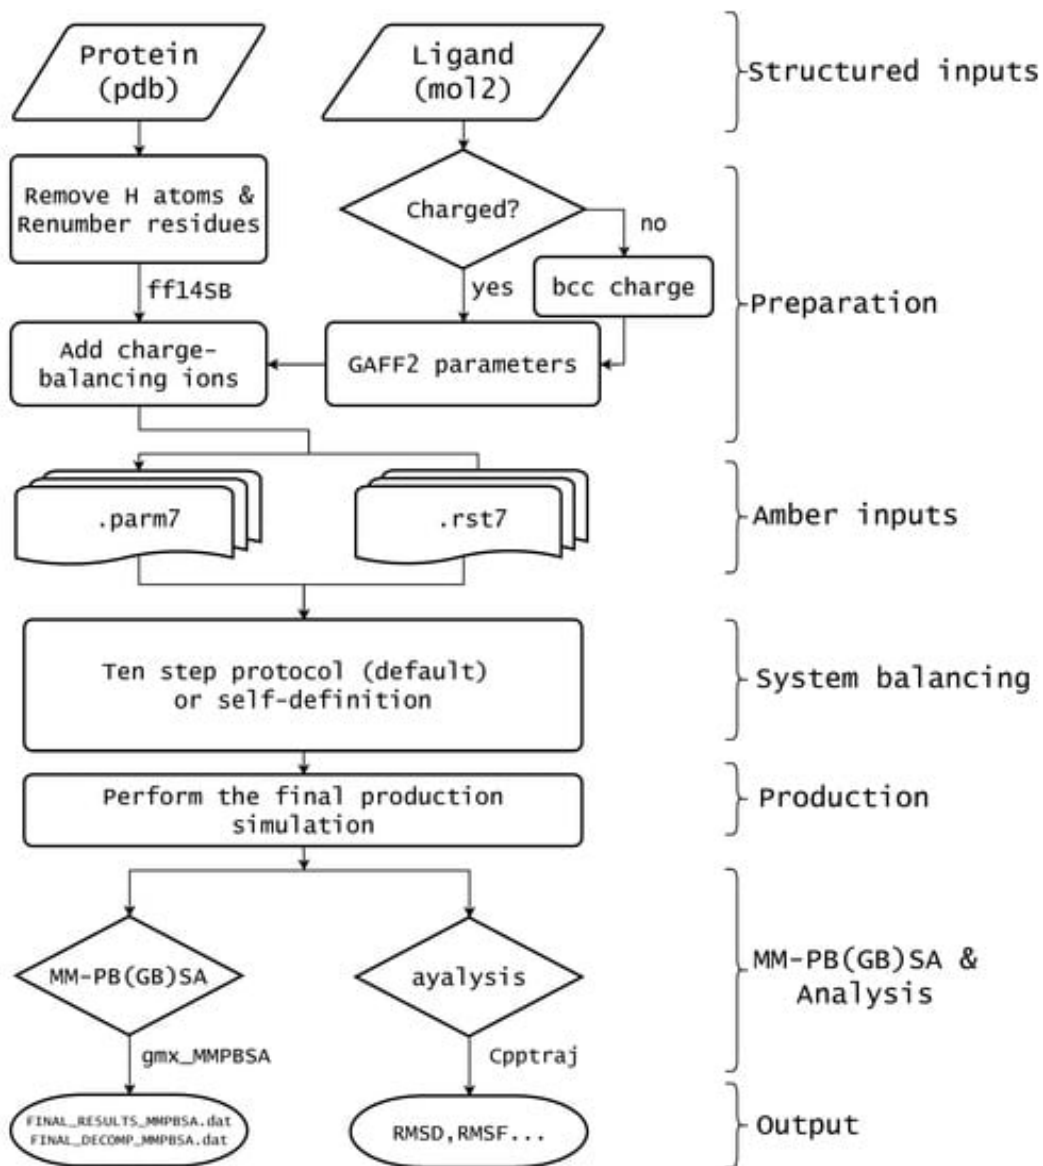 Protein
(pdb)
Ligand
(mol2)
Structured inputs
Remove H atoms &
Renumber residues
Charged?
no
ff14SB
yes
bcc charge
Preparation
Add charge-
balancing ions
GAFF2 parameters
.parm7
.rst7
Amber inputs
Ten step protocol (default)
or self-definition
System balancing
Perform the final production
simulation
Production
MM-PB(GB)SA
ayalysis
MM-PB(GB)SA &
Analysis
gmx_MMPBSA
Cpptraj
FINAL_RESULTS_MMPBSA.dat
FINAL_DECOMP_MMPBSA.dat
RMSD,RMSF...
Output